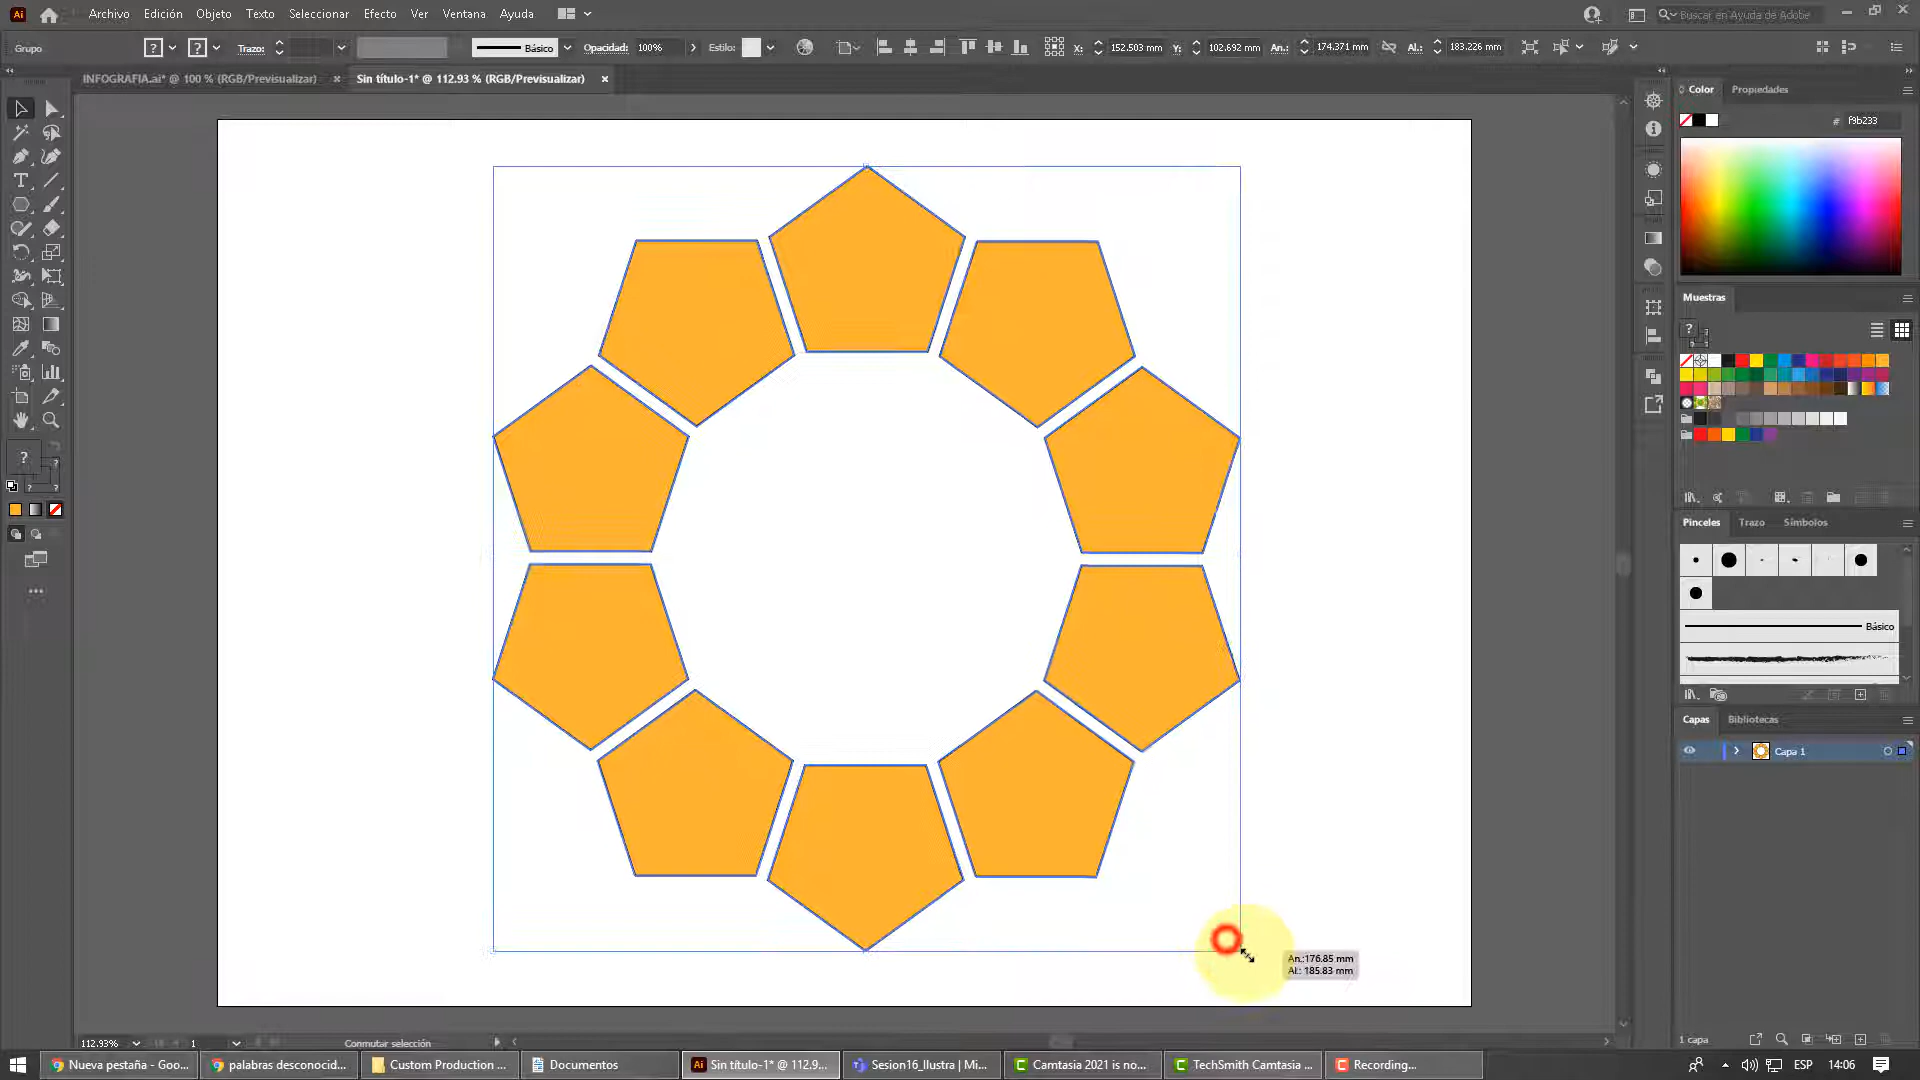 Ai
Archivo Edición Objeto Texto Seleccionar Efecto Ver Ventana Ayuda
Buscar en Ayuda de Adobe
Grupo ? ? Trazo: Básico Opacidad: 100% Estilo: X: 152.503 mm Y: 102.692 mm An.: 174.371 mm Al.: 183.226 mm
INFOGRAFIA.ai* @ 100 % (RGB/Previsualizar) × Sin título-1* @ 112.93 % (RGB/Previsualizar) ×
Color Propiedades
# f9b233
Muestras
?
Pinceles Trazo Símbolos
Básico
Capas Bibliotecas
Capa 1
1 capa
T
?
?
? ?
An.:176.85 mm
Al.: 185.83 mm
112.93% 1 Conmutar selección
Nueva pestaña - Goo... palabras desconocid... Custom Production ... Documentos Sin título-1* @ 112.9... Sesion16_Ilustra | Mi... Camtasia 2021 is no... TechSmith Camtasia ... Recording... ESP 14:06